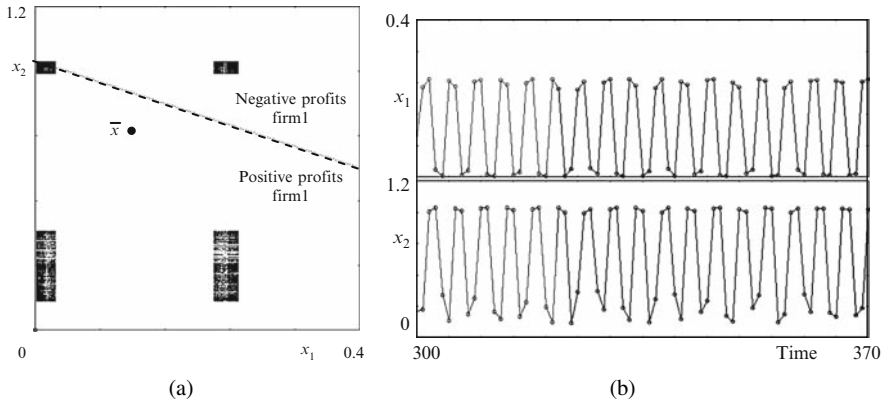 1.2
x2
Negative profits
firm1
x̅
Positive profits
firm1
0
x1
0.4
(a)
0.4
x1
1.2
x2
0
300
Time
370
(b)